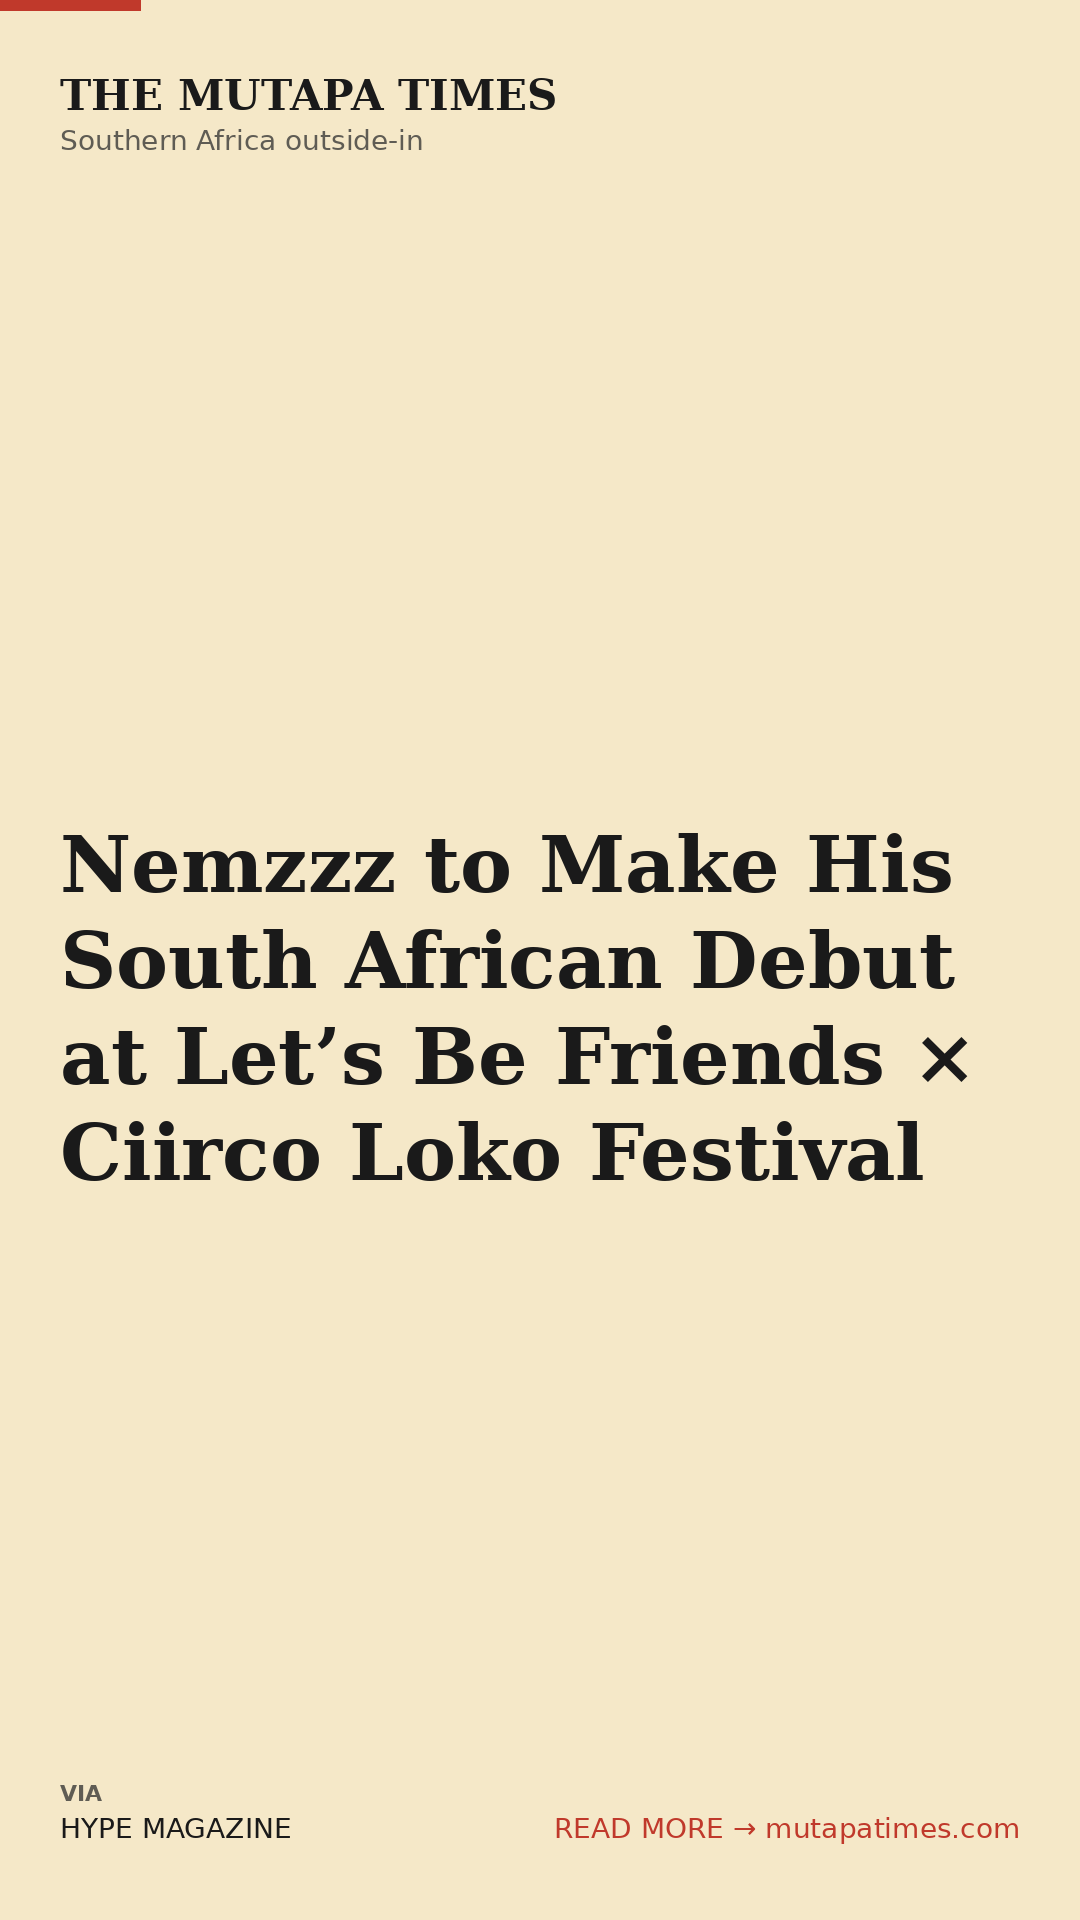 THE MUTAPA TIMES
Southern Africa outside-in
Nemzzz to Make His
South African Debut
at Let’s Be Friends ×
Ciirco Loko Festival
VIA
HYPE MAGAZINE
READ MORE → mutapatimes.com